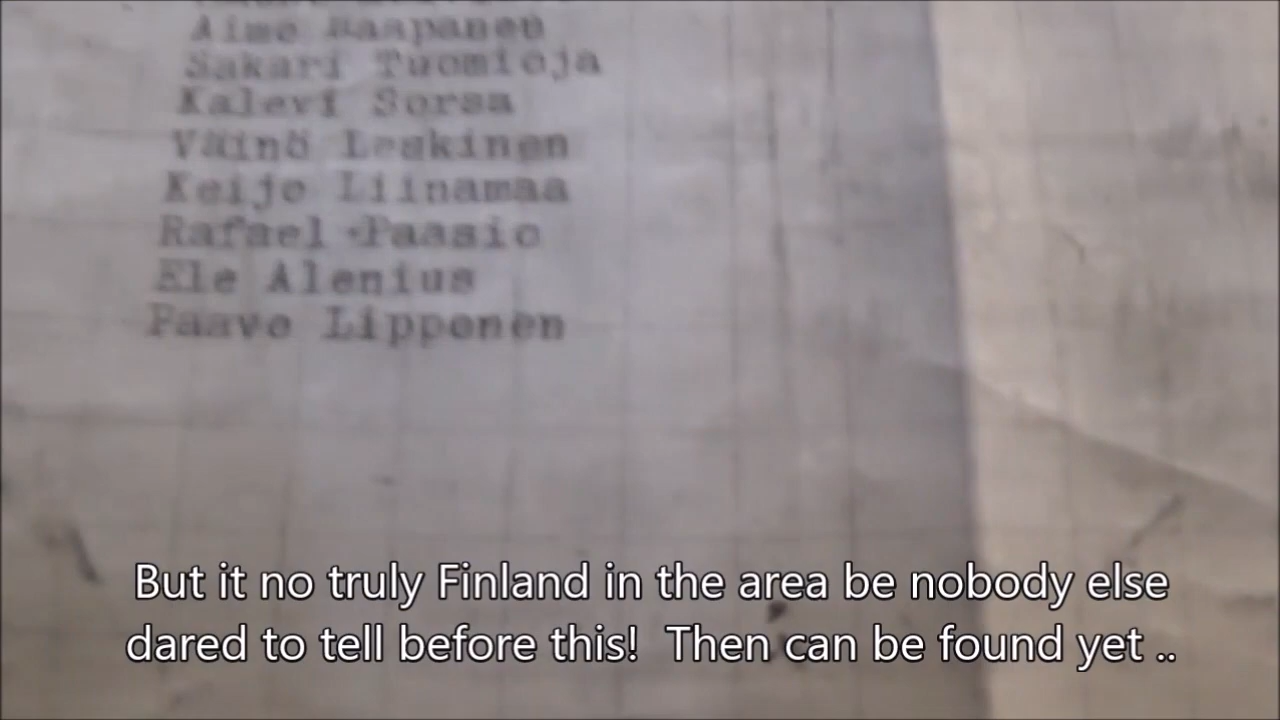 Aimo Haapanen
Sakari Tuomioja
Kalevi Sorsa
Väinö Leskinen
Keijo Liinamaa
Rafael Paasio
Ele Alenius
Paavo Lipponen
But it no truly Finland in the area be nobody else
dared to tell before this!  Then can be found yet ..